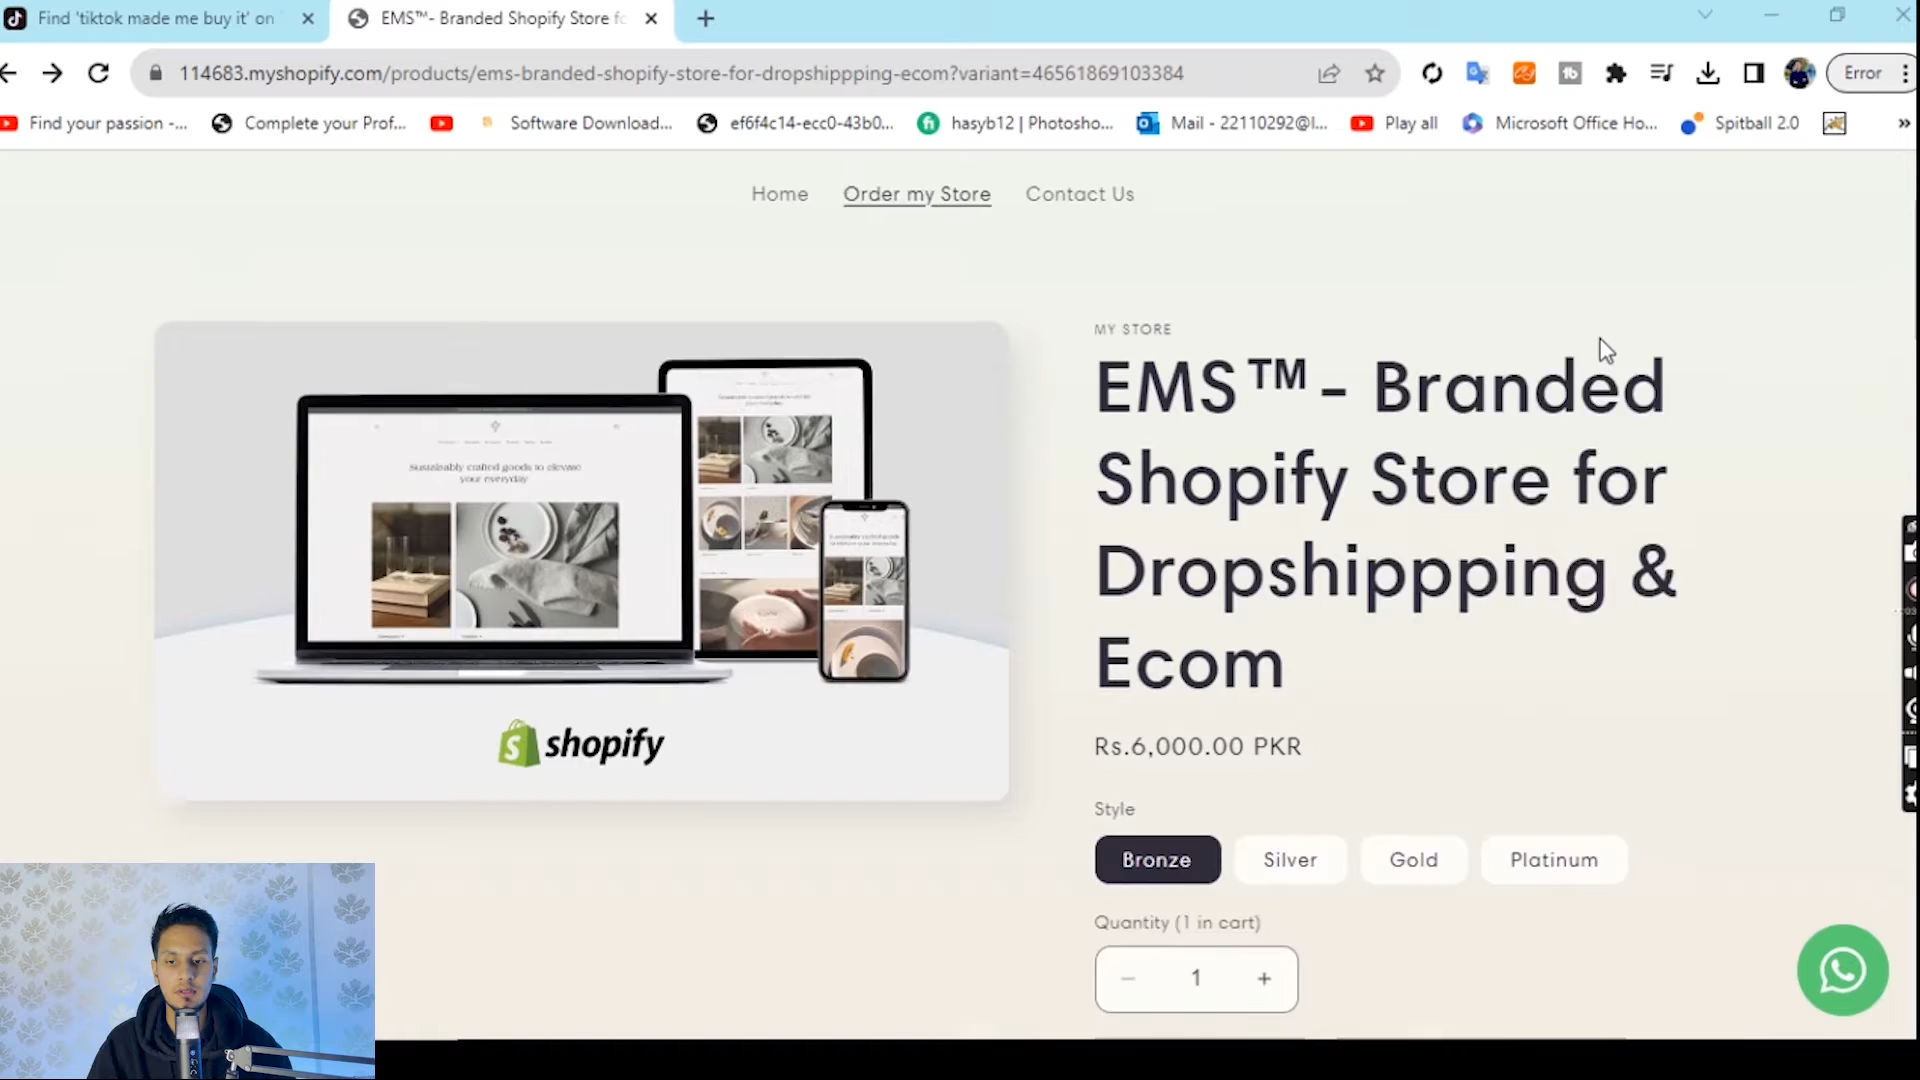 Find 'tiktok made me buy it' on
EMS™- Branded Shopify Store fo
114683.myshopify.com/products/ems-branded-shopify-store-for-dropshippping-ecom?variant=46561869103384
Error
Find your passion -...
Complete your Prof...
Software Download...
ef6f4c14-ecc0-43b0...
hasyb12 | Photosho...
Mail - 22110292@l...
Play all
Microsoft Office Ho...
Spitball 2.0
»
Home
Order my Store
Contact Us
Sustainably crafted goods to elevate
your everyday
shopify
MY STORE
EMS™- Branded
Shopify Store for
Dropshippping &
Ecom
Rs.6,000.00 PKR
Style
Bronze
Silver
Gold
Platinum
Quantity (1 in cart)
− 1 +